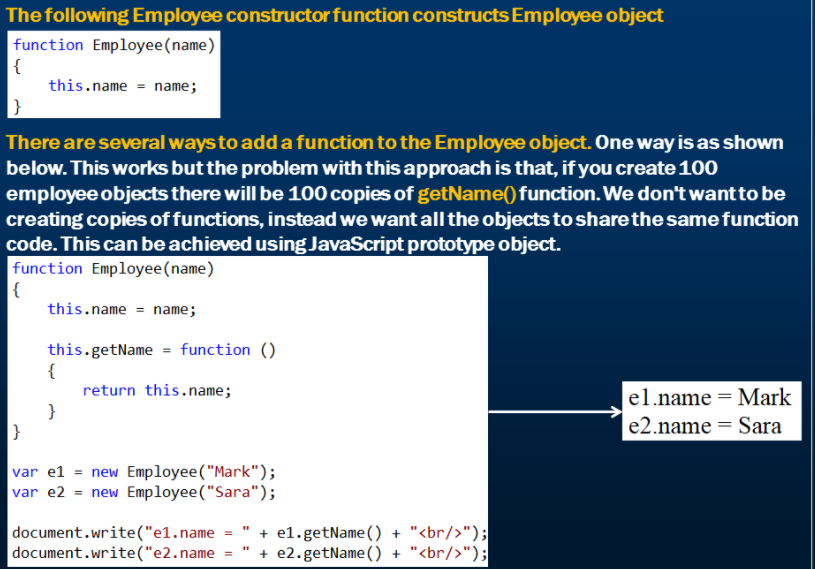 The following Employee constructor function constructs Employee object
function Employee(name)
{
    this.name = name;
}
There are several ways to add a function to the Employee object. One way is as shown
below. This works but the problem with this approach is that, if you create 100
employee objects there will be 100 copies of getName() function. We don't want to be
creating copies of functions, instead we want all the objects to share the same function
code. This can be achieved using JavaScript prototype object.
function Employee(name)
{
    this.name = name;

    this.getName = function ()
    {
        return this.name;
    }
}

var e1 = new Employee("Mark");
var e2 = new Employee("Sara");

document.write("e1.name = " + e1.getName() + "<br/>");
document.write("e2.name = " + e2.getName() + "<br/>");
e1.name = Mark
e2.name = Sara